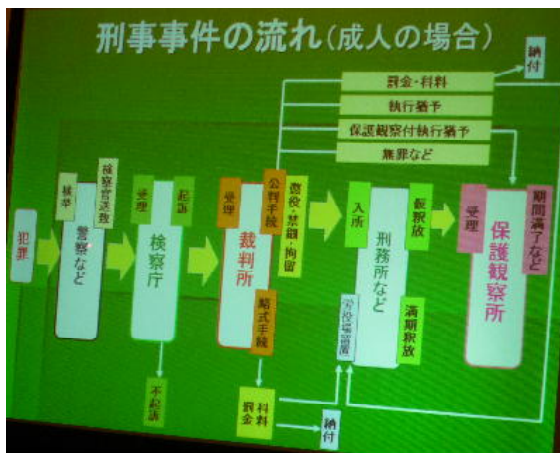 刑事事件の流れ(成人の場合)
納付
罰金・科料
執行猶予
保護観察付執行猶予
無罪など
犯罪
検挙
警察など
検察官送致
受理
検察庁
起訴
不起訴
受理
裁判所
公判手続
懲役・禁錮・拘留
略式手続
罰金
科料
納付
入所
刑務所など
仮釈放
満期釈放
労役場留置
受理
保護観察所
期間満了など